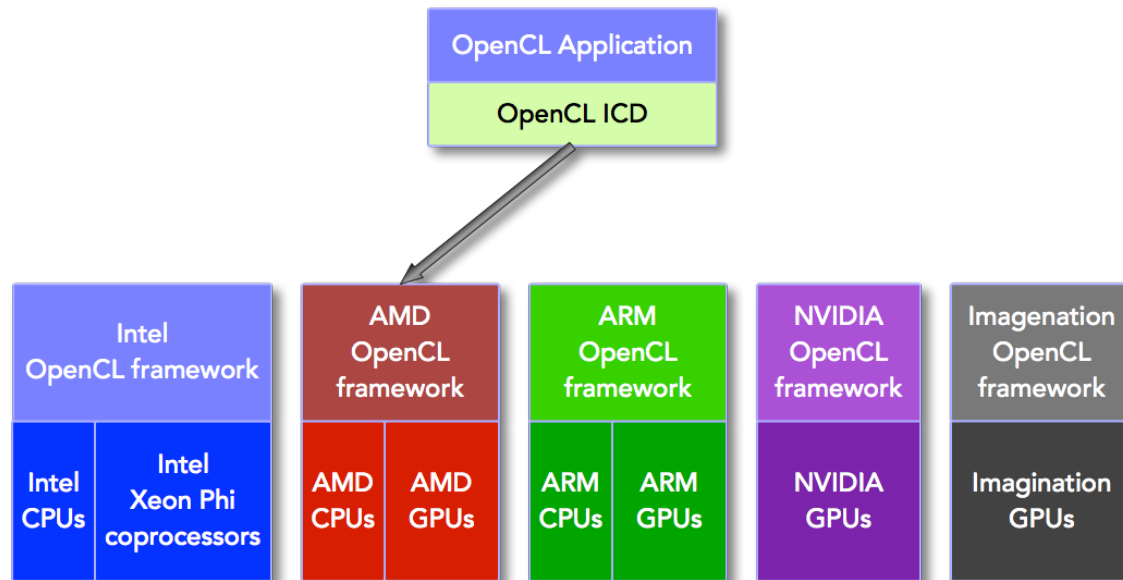 OpenCL Application
OpenCL ICD
Intel
OpenCL framework
AMD
OpenCL
framework
ARM
OpenCL
framework
NVIDIA
OpenCL
framework
Imagenation
OpenCL
framework
Intel
CPUs
Intel
Xeon Phi
coprocessors
AMD
CPUs
AMD
GPUs
ARM
CPUs
ARM
GPUs
NVIDIA
GPUs
Imagination
GPUs